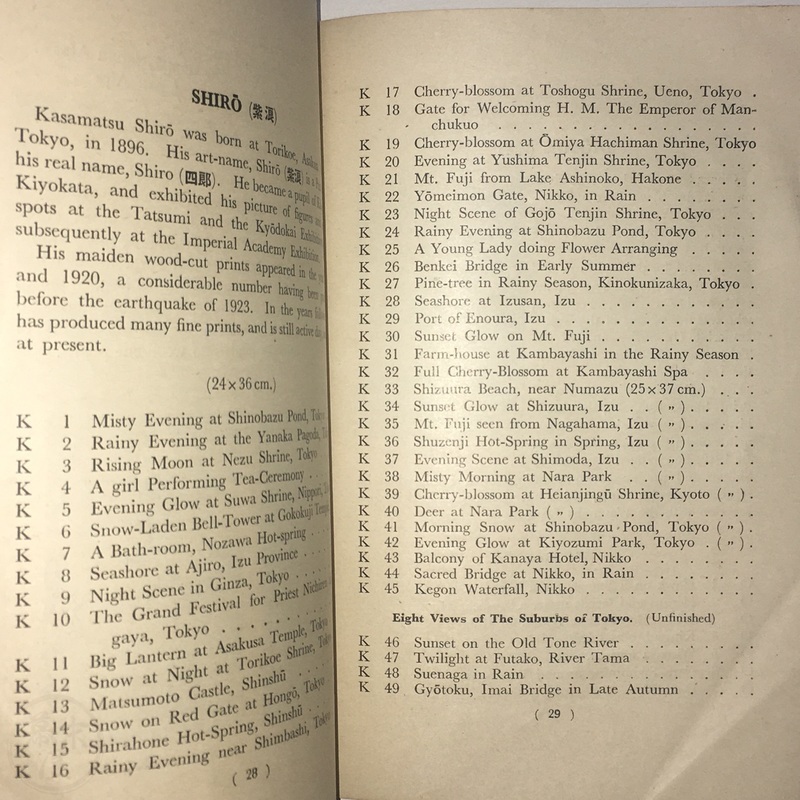 SHIRŌ (紫浪)
Kasamatsu Shirō was born at Torikoe,
Tokyo, in 1896. His art-name, Shirō
his real name, Shiro (四郎). He became a pupil of
Kiyokata, and exhibited his picture of figures
spots at the Tatsumi and the Kyōdokai Exhibition
subsequently at the Imperial Academy Exhibition
His maiden wood-cut prints appeared in the
and 1920, a considerable number having been
before the earthquake of 1923. In the years
has produced many fine prints, and is still active
at present.
(24×36 cm.)
K 1 Misty Evening at Shinobazu Pond,
K 2 Rainy Evening at the Yanaka Pagoda,
K 3 Rising Moon at Nezu Shrine, Tokyo
K 4 A girl Performing Tea-Ceremony . .
K 5 Evening Glow at Suwa Shrine, Nippori,
K 6 Snow-Laden Bell-Tower at Gokokuji
K 7 A Bath-room, Nozawa Hot-spring . .
K 8 Seashore at Ajiro, Izu Province . . . .
K 9 Night Scene in Ginza, Tokyo . . . .
K 10 The Grand Festival for Priest
gaya, Tokyo . . . . . . .
K 11 Big Lantern at Asakusa Temple, Tokyo
K 12 Snow at Night at Torikoe Shrine,
K 13 Matsumoto Castle, Shinshū . . . .
K 14 Snow on Red Gate at Hongō, Tokyo
K 15 Shirahone Hot-Spring, Shinshū . . .
K 16 Rainy Evening near Shimbashi,
( 28 )
K 17 Cherry-blossom at Toshogu Shrine, Ueno, Tokyo .
K 18 Gate for Welcoming H. M. The Emperor of Man-
chukuo . . . . . . . . . . . . . . . . .
K 19 Cherry-blossom at Ōmiya Hachiman Shrine, Tokyo
K 20 Evening at Yushima Tenjin Shrine, Tokyo . . . .
K 21 Mt. Fuji from Lake Ashinoko, Hakone . . . . .
K 22 Yōmeimon Gate, Nikko, in Rain . . . . . . . .
K 23 Night Scene of Gojō Tenjin Shrine, Tokyo . . .
K 24 Rainy Evening at Shinobazu Pond, Tokyo . . . .
K 25 A Young Lady doing Flower Arranging . . . . .
K 26 Benkei Bridge in Early Summer . . . . . . . .
K 27 Pine-tree in Rainy Season, Kinokunizaka, Tokyo .
K 28 Seashore at Izusan, Izu . . . . . . . . . . .
K 29 Port of Enoura, Izu . . . . . . . . . . . . .
K 30 Sunset Glow on Mt. Fuji . . . . . . . . . . .
K 31 Farm-house at Kambayashi in the Rainy Season .
K 32 Full Cherry-Blossom at Kambayashi Spa . . . .
K 33 Shizuura Beach, near Numazu (25×37 cm.) . . .
K 34 Sunset Glow at Shizuura, Izu . . ( „ ) . . . . .
K 35 Mt. Fuji seen from Nagahama, Izu ( „ ) . . . . .
K 36 Shuzenji Hot-Spring in Spring, Izu ( „ ) . . . . .
K 37 Evening Scene at Shimoda, Izu . . ( „ ) . . . . .
K 38 Misty Morning at Nara Park . . ( „ ) . . . . .
K 39 Cherry-blossom at Heianjingū Shrine, Kyoto ( „ ) .
K 40 Deer at Nara Park ( „ ) . . . . . . . . . . .
K 41 Morning Snow at Shinobazu Pond, Tokyo ( „ ) .
K 42 Evening Glow at Kiyozumi Park, Tokyo . ( „ ) .
K 43 Balcony of Kanaya Hotel, Nikko . . . . . . . .
K 44 Sacred Bridge at Nikko, in Rain . . . . . . . .
K 45 Kegon Waterfall, Nikko . . . . . . . . . . . .
Eight Views of The Suburbs of Tokyo. (Unfinished)
K 46 Sunset on the Old Tone River . . . . . . . . .
K 47 Twilight at Futako, River Tama . . . . . . . .
K 48 Suenaga in Rain . . . . . . . . . . . . . . .
K 49 Gyōtoku, Imai Bridge in Late Autumn . . . . .
( 29 )